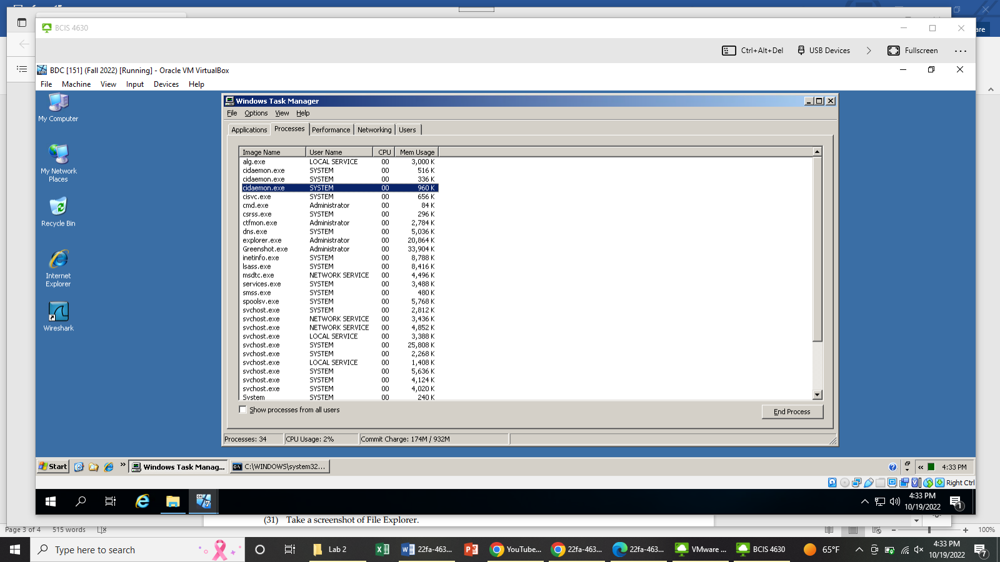 BCIS 4630
are
Ctrl+Alt+Del
USB Devices
Fullscreen
BDC [151] (Fall 2022) [Running] - Oracle VM VirtualBox
File Machine View Input Devices Help
My Computer
My Network
Places
Recycle Bin
Internet
Explorer
Wireshark
Windows Task Manager
File Options View Help
Applications Processes Performance Networking Users
Image Name User Name CPU Mem Usage
alg.exe LOCAL SERVICE 00 3,000 K
cidaemon.exe SYSTEM 00 516 K
cidaemon.exe SYSTEM 00 336 K
cidaemon.exe SYSTEM 00 960 K
cisvc.exe SYSTEM 00 656 K
cmd.exe Administrator 00 84 K
csrss.exe SYSTEM 00 296 K
ctfmon.exe Administrator 00 2,784 K
dns.exe SYSTEM 00 5,036 K
explorer.exe Administrator 00 20,864 K
Greenshot.exe Administrator 00 33,904 K
inetinfo.exe SYSTEM 00 8,788 K
lsass.exe SYSTEM 00 8,416 K
msdtc.exe NETWORK SERVICE 00 4,496 K
services.exe SYSTEM 00 3,488 K
smss.exe SYSTEM 00 480 K
spoolsv.exe SYSTEM 00 5,768 K
svchost.exe SYSTEM 00 2,812 K
svchost.exe NETWORK SERVICE 00 3,436 K
svchost.exe NETWORK SERVICE 00 4,852 K
svchost.exe LOCAL SERVICE 00 3,388 K
svchost.exe SYSTEM 00 25,808 K
svchost.exe SYSTEM 00 2,268 K
svchost.exe LOCAL SERVICE 00 1,408 K
svchost.exe SYSTEM 00 5,636 K
svchost.exe SYSTEM 00 4,124 K
svchost.exe SYSTEM 00 4,020 K
System SYSTEM 00 240 K
Show processes from all users
End Process
Processes: 34 CPU Usage: 2% Commit Charge: 174M / 932M
Start Windows Task Manag... C:\WINDOWS\system32... 4:33 PM
Right Ctrl
4:33 PM
10/19/2022
1
(31) Take a screenshot of File Explorer.
Page 3 of 4 515 words 100%
Type here to search Lab 2 22fa-463... YouTube... 22fa-463... 22fa-463... VMware ... BCIS 4630 65°F
4:33 PM
10/19/2022
7